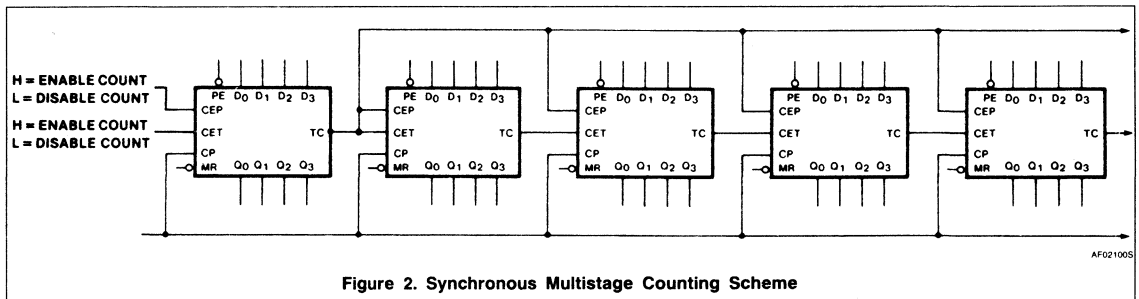 H = ENABLE COUNT
L = DISABLE COUNT
H = ENABLE COUNT
L = DISABLE COUNT
PE D0 D1 D2 D3
CEP
CET TC
CP
MR Q0 Q1 Q2 Q3
PE D0 D1 D2 D3
CEP
CET TC
CP
MR Q0 Q1 Q2 Q3
PE D0 D1 D2 D3
CEP
CET TC
CP
MR Q0 Q1 Q2 Q3
PE D0 D1 D2 D3
CEP
CET TC
CP
MR Q0 Q1 Q2 Q3
PE D0 D1 D2 D3
CEP
CET TC
CP
MR Q0 Q1 Q2 Q3
AF02100S
Figure 2. Synchronous Multistage Counting Scheme